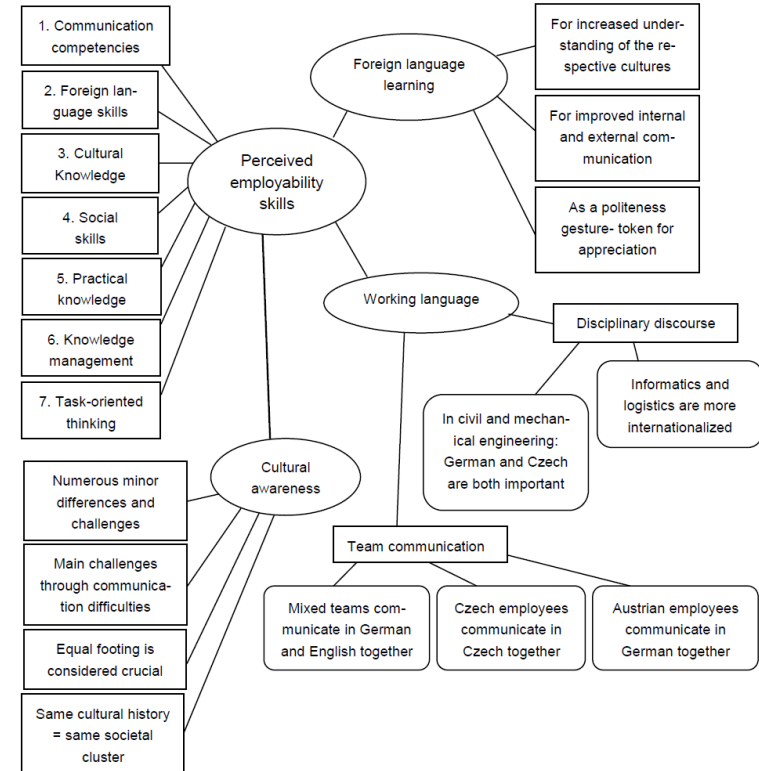 1. Communication
competencies
2. Foreign lan-
guage skills
3. Cultural
Knowledge
4. Social
skills
5. Practical
knowledge
6. Knowledge
management
7. Task-oriented
thinking
Perceived
employability
skills
Foreign language
learning
For increased under-
standing of the re-
spective cultures
For improved internal
and external com-
munication
As a politeness
gesture- token for
appreciation
Working language
Disciplinary discourse
In civil and mechan-
ical engineering:
German and Czech
are both important
Informatics and
logistics are more
internationalized
Cultural
awareness
Numerous minor
differences and
challenges
Main challenges
through communica-
tion difficulties
Equal footing is
considered crucial
Same cultural history
= same societal
cluster
Team communication
Mixed teams com-
municate in German
and English together
Czech employees
communicate in
Czech together
Austrian employees
communicate in
German together